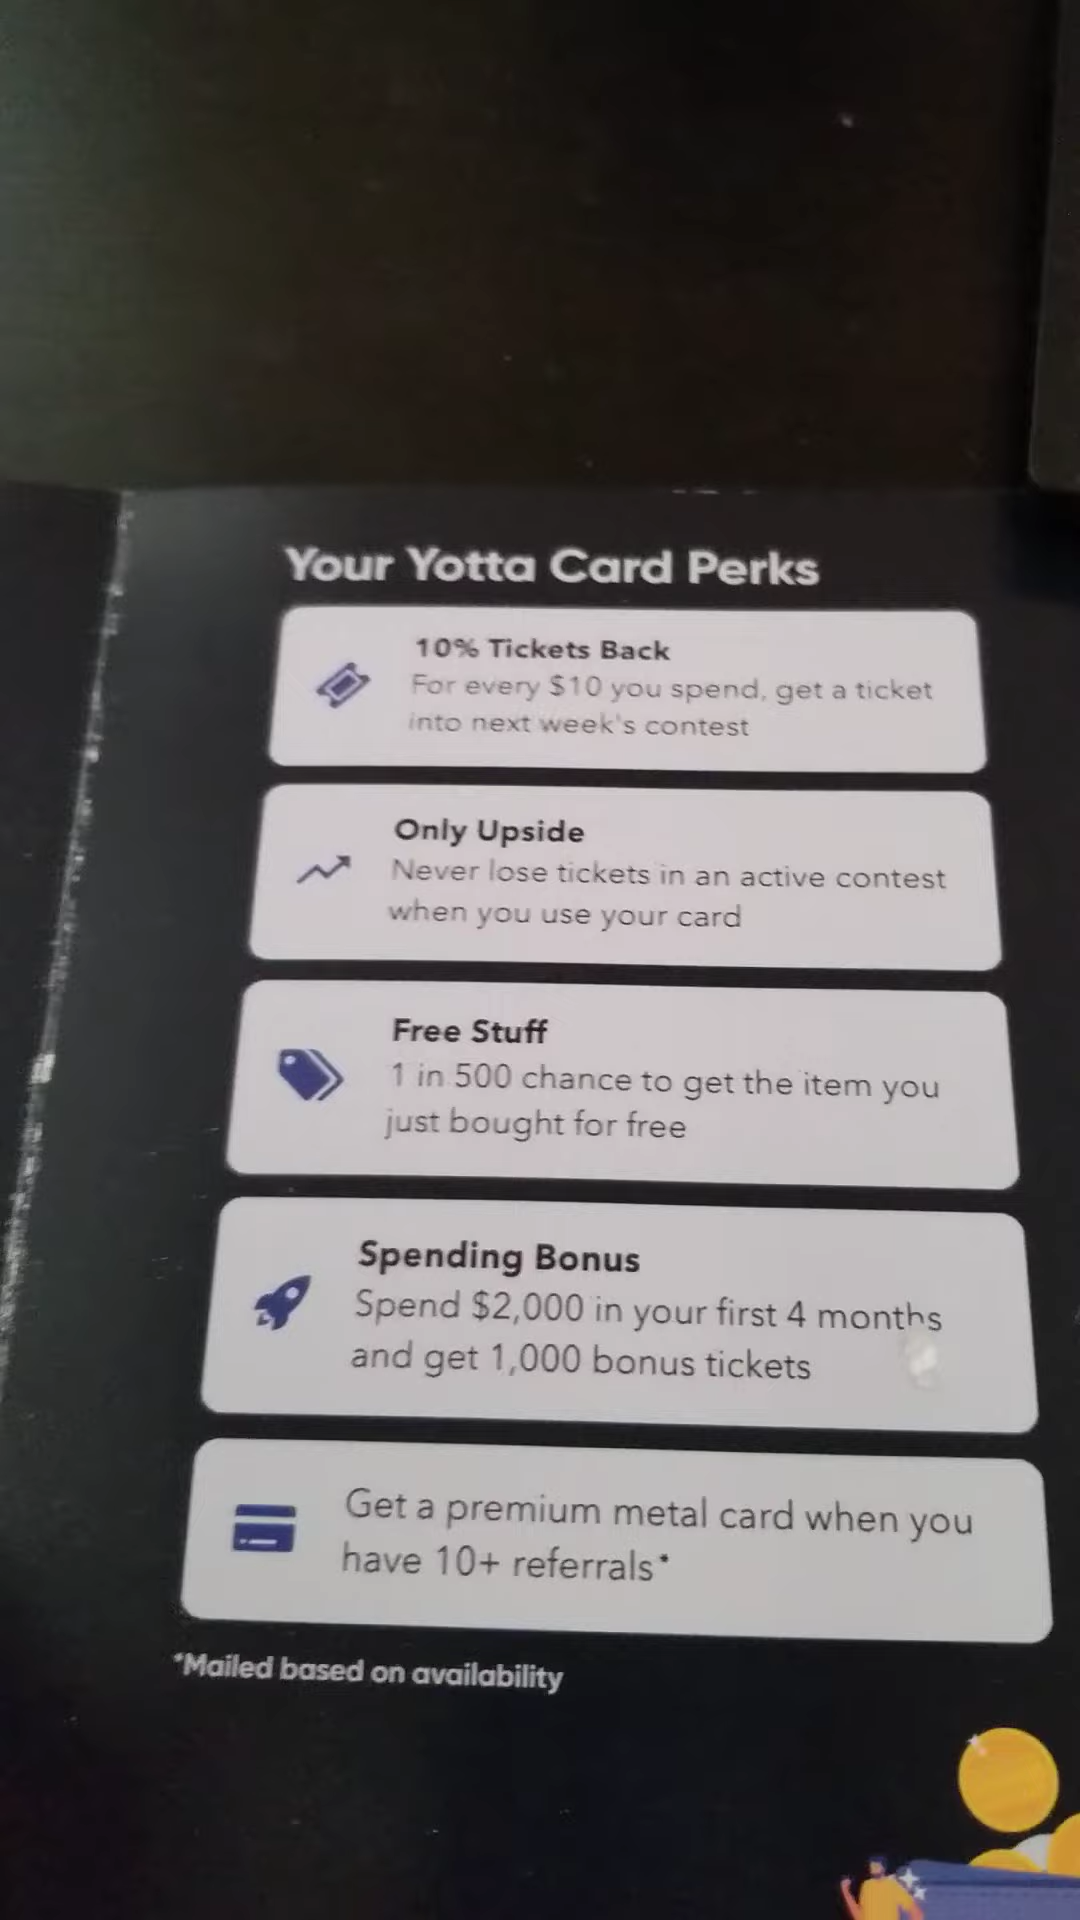 Your Yotta Card Perks
10% Tickets Back
For every $10 you spend, get a ticket
into next week's contest
Only Upside
Never lose tickets in an active contest
when you use your card
Free Stuff
1 in 500 chance to get the item you
just bought for free
Spending Bonus
Spend $2,000 in your first 4 months
and get 1,000 bonus tickets
Get a premium metal card when you
have 10+ referrals*
*Mailed based on availability